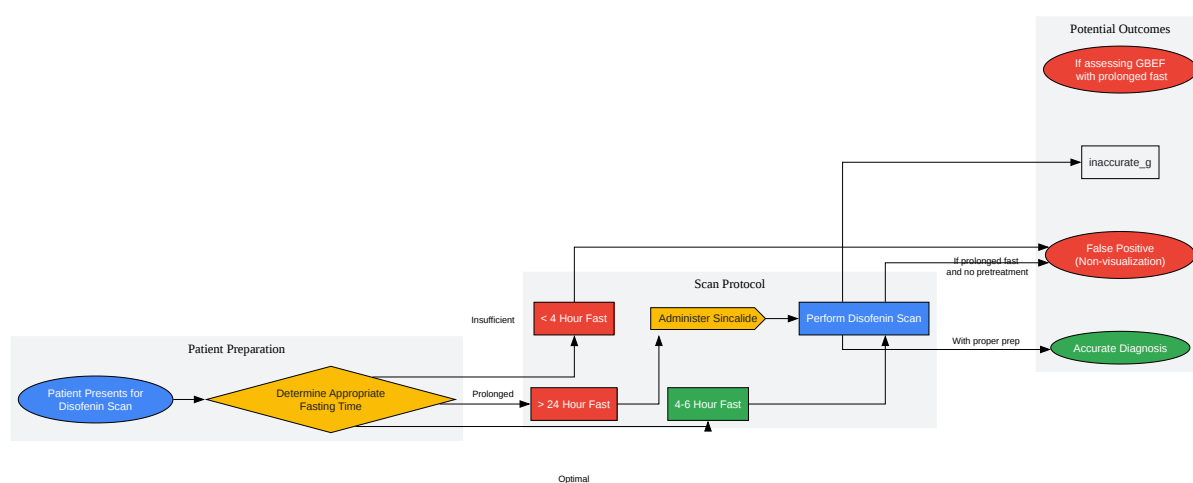 Potential Outcomes
If assessing GBEF
with prolonged fast
inaccurate_g
False Positive
(Non-visualization)
If prolonged fast
and no pretreatment
Scan Protocol
Insufficient
< 4 Hour Fast
Administer Sincalide
Perform Disofenin Scan
With proper prep
Accurate Diagnosis
Patient Preparation
Patient Presents for
Disofenin Scan
Determine Appropriate
Fasting Time
Prolonged
> 24 Hour Fast
4-6 Hour Fast
Optimal